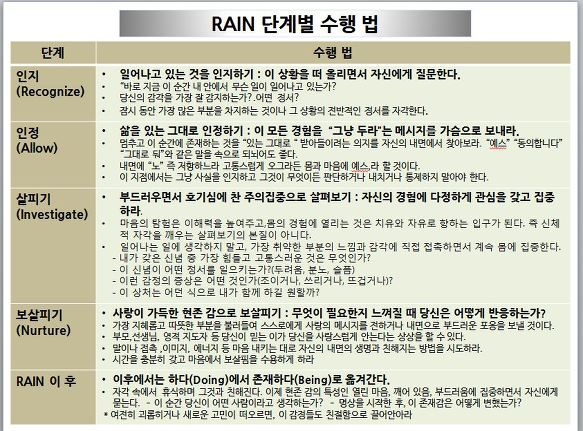 RAIN 단계별 수행 법
단계 수행 법
인지
(Recognize)
• 일어나고 있는 것을 인지하기 : 이 상황을 떠 올리면서 자신에게 질문한다.
• “바로 지금 이 순간 내 안에서 무슨 일이 일어나고 있는가?
• 당신의 감각을 가장 잘 감지하는가?.어떤 정서?
• 잠시 동안 가장 많은 부분을 차지하는 것이나 그 상황의 전반적인 정서를 자각한다.
인정
(Allow)
• 삶을 있는 그대로 인정하기 : 이 모든 경험을 “그냥 두라”는 메시지를 가슴으로 보내라.
• 멈추고 이 순간에 존재하는 것을 “있는 그대로 “ 받아들이려는 의지를 자신의 내면에서 찾아보라. “예스” “동의합니다”
“그대로 둬”와 같은 말을 속으로 되뇌어도 좋다.
• 내면에 “노” 즉 저항하느라 고통스럽게 오그라든 몸과 마음에 예스라 할 것이다.
• 이 지점에서는 그냥 사실을 인지하고 그것이 무엇이든 판단하거나 내치거나 통제하지 말아야 한다.
살피기
(Investigate)
• 부드러우면서 호기심에 찬 주의집중으로 살펴보기 : 자신의 경험에 다정하게 관심을 갖고 집중
하라.
• 마음의 탐험은 이해력을 높여주고,몸의 경험에 열리는 것은 치유와 자유로 향하는 입구가 된다. 즉 신체
적 자각을 깨우는 살펴보기의 본질이 아니다.
• 일어나는 일에 생각하지 말고, 가장 취약한 부분의 느낌과 감각에 직접 접촉하면서 계속 몸에 집중한다.
- 내가 갖은 신념 중 가장 힘들고 고통스러운 것은 무엇인가?
- 이 신념이 어떤 정서를 일으키는가?(두려움, 분노, 슬픔)
- 이런 감정의 증상은 어떤 것인가(조이거나, 쓰리거나, 뜨겁거나?)
- 이 상처는 어떤 식으로 내가 함께 하길 원할까?
보살피기
(Nurture)
• 사랑이 가득한 현존 감으로 보살피기 : 무엇이 필요한지 느껴질 때 당신은 어떻게 반응하는가?
• 가장 지혜롭고 따뜻한 부분을 불러들여 스스로에게 사랑의 메시지를 전하거나 내면으로 부드러운 포옹을 보낼 것이다.
• 부모,선생님, 영적 지도자 등 당신이 믿는 이가 당신을 사랑스럽게 안는다는 상상을 할 수 있다.
• 말이나 접촉 ,이미지, 에너지 등 마음 내키는 대로 자신의 내면의 생명과 친해지는 방법을 시도하라.
• 시간을 충분히 갖고 마음에서 보살핌을 수용하게 하라
RAIN 이 후
• 이후에서는 하다(Doing)에서 존재하다(Being)로 옮겨간다.
• 자각 속에서 휴식하며 그것과 친해진다. 이제 현존 감의 특성인 열린 마음, 깨어 있음, 부드러움에 집중하면서 자신에게
묻는다. - 이 순간 당신이 어떤 사람이라고 생각하는가? - 명상을 시작한 후, 이 존재감은 어떻게 변했는가?
* 여전히 괴롭히거나 새로운 고민이 떠오르면, 이 감정들도 친절함으로 끌어안아라